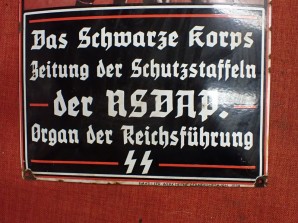 Das Schwarze Korps
Zeitung der Schutzstaffeln
der NSDAP.
Organ der Reichsführung
SS